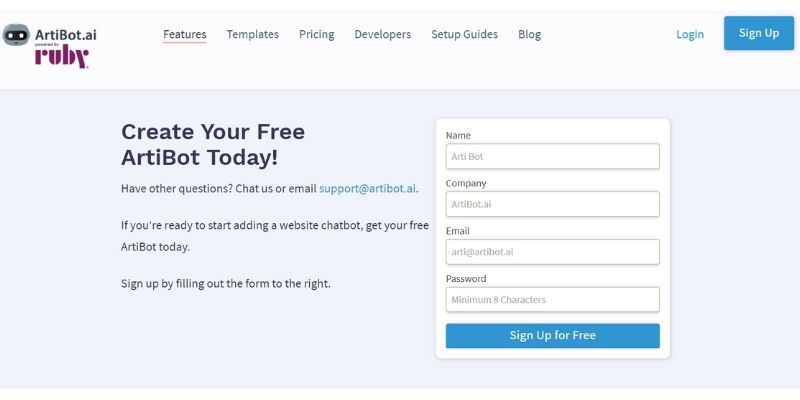 ArtiBot.ai
powered by
ruby
Features Templates Pricing Developers Setup Guides Blog Login Sign Up
Create Your Free
ArtiBot Today!
Have other questions? Chat us or email support@artibot.ai.
If you're ready to start adding a website chatbot, get your free
ArtiBot today.
Sign up by filling out the form to the right.
Name
Arti Bot
Company
ArtiBot.ai
Email
arti@artibot.ai
Password
Minimum 8 Characters
Sign Up for Free